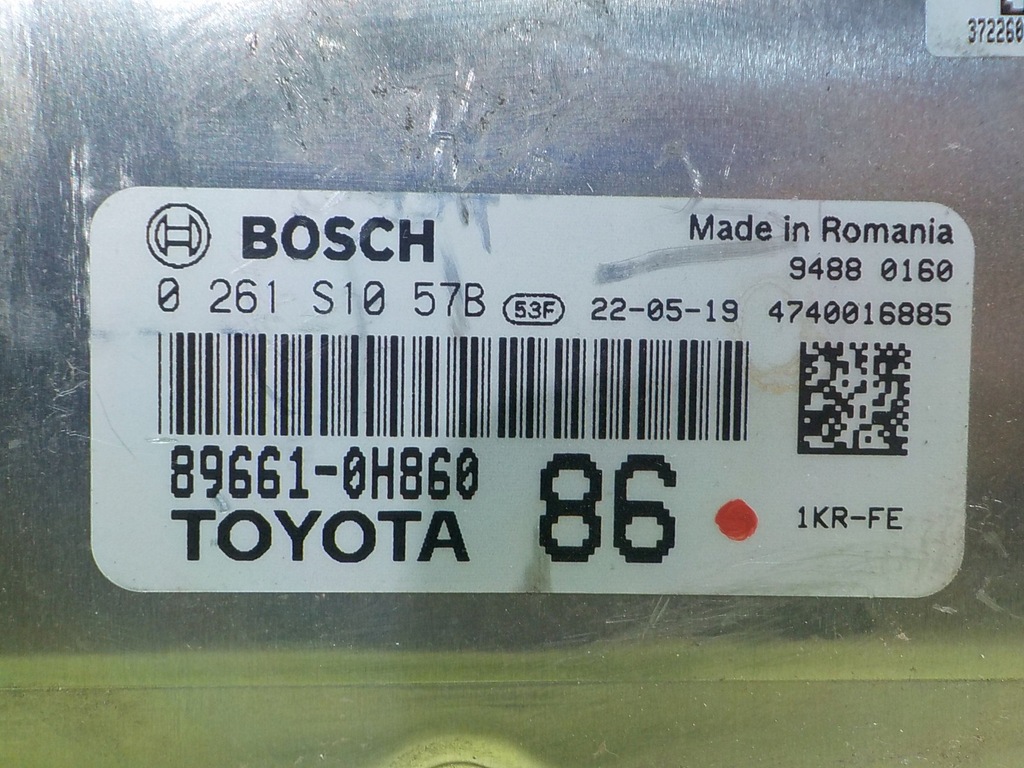 372260
BOSCH
Made in Romania
9488 0160
0 261 S10 57B 53F 22-05-19 4740016885
89661-0H860
TOYOTA
86
1KR-FE